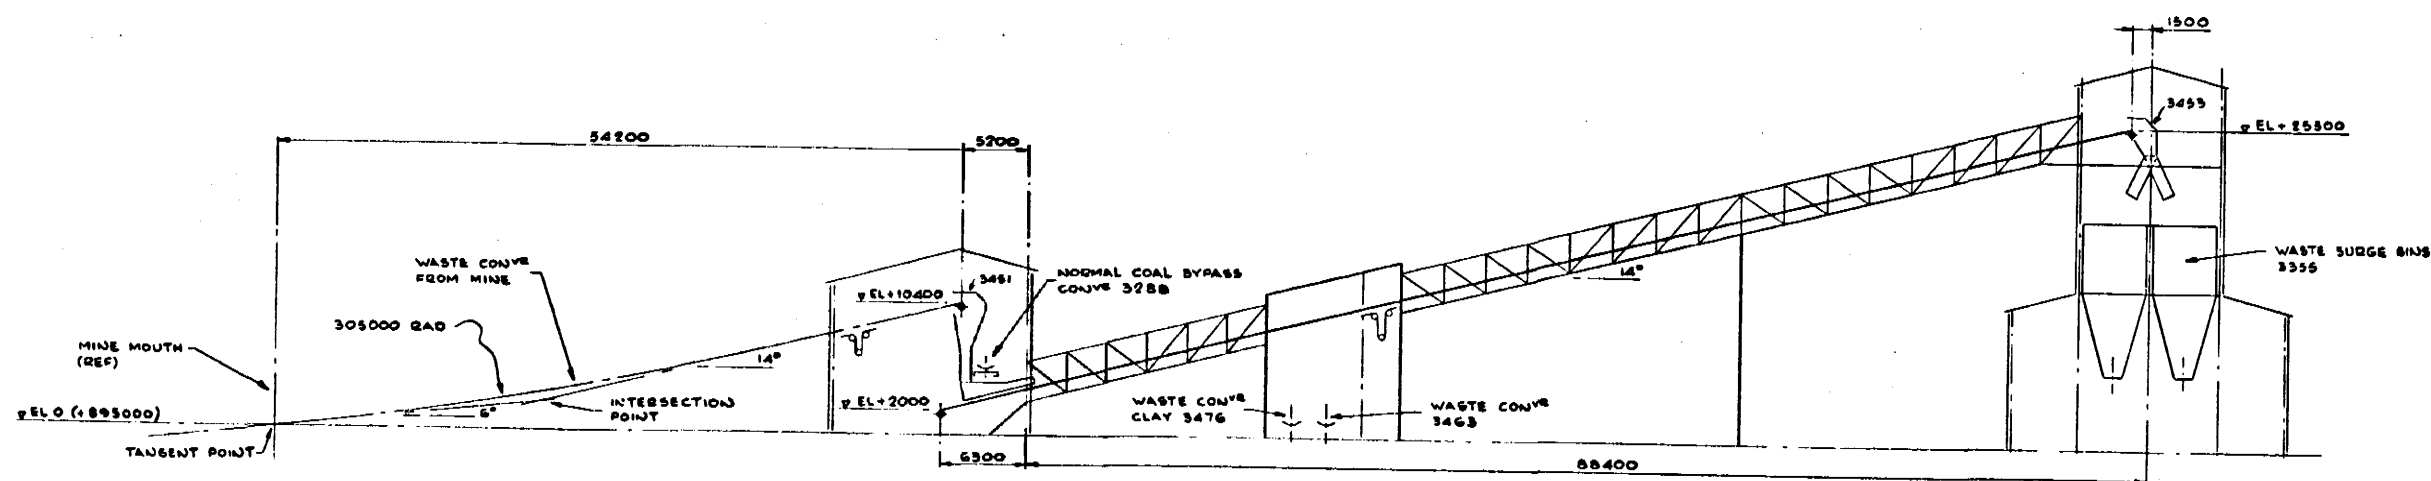 1500
3453
EL+25500
54200
5200
WASTE CONVR
FROM MINE
3451
NORMAL COAL BYPASS
CONVR 3288
EL+10400
305000 RAD
MINE MOUTH
(REF)
14°
14°
WASTE SURGE BINS
3355
EL 0 (+895000)
6°
INTERSECTION
POINT
EL+2000
WASTE CONVR
CLAY 3476
WASTE CONVR
3463
TANGENT POINT
6300
88400